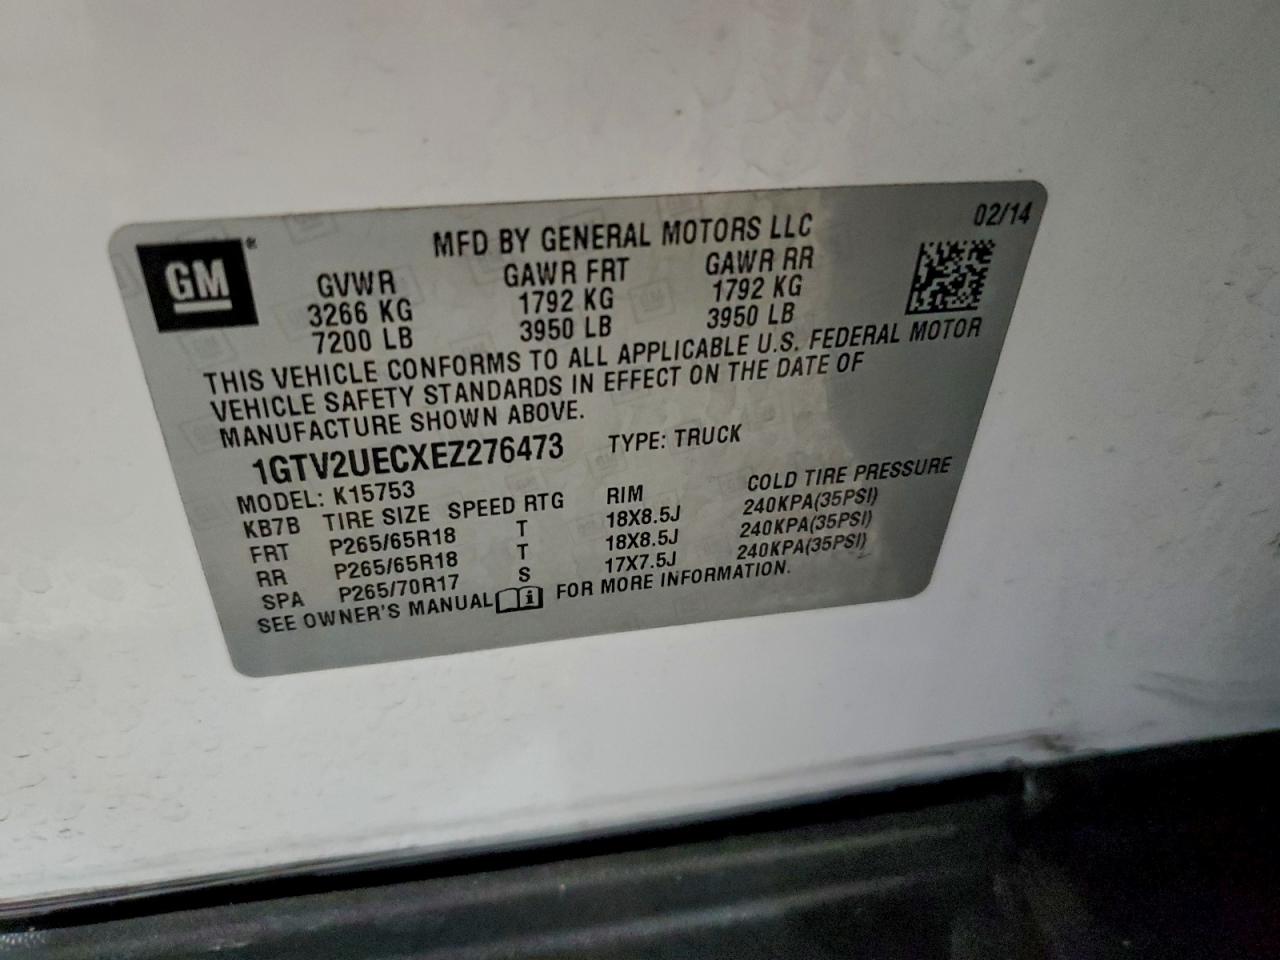 GM®
MFD BY GENERAL MOTORS LLC 02/14
GVWR GAWR FRT GAWR RR
3266 KG 1792 KG 1792 KG
7200 LB 3950 LB 3950 LB
THIS VEHICLE CONFORMS TO ALL APPLICABLE U.S. FEDERAL MOTOR
VEHICLE SAFETY STANDARDS IN EFFECT ON THE DATE OF
MANUFACTURE SHOWN ABOVE.
1GTV2UECXEZ276473 TYPE: TRUCK
MODEL: K15753
KB7B TIRE SIZE SPEED RTG RIM COLD TIRE PRESSURE
FRT P265/65R18 T 18X8.5J 240KPA(35PSI)
RR P265/65R18 T 18X8.5J 240KPA(35PSI)
SPA P265/70R17 S 17X7.5J 240KPA(35PSI)
SEE OWNER'S MANUAL i FOR MORE INFORMATION.